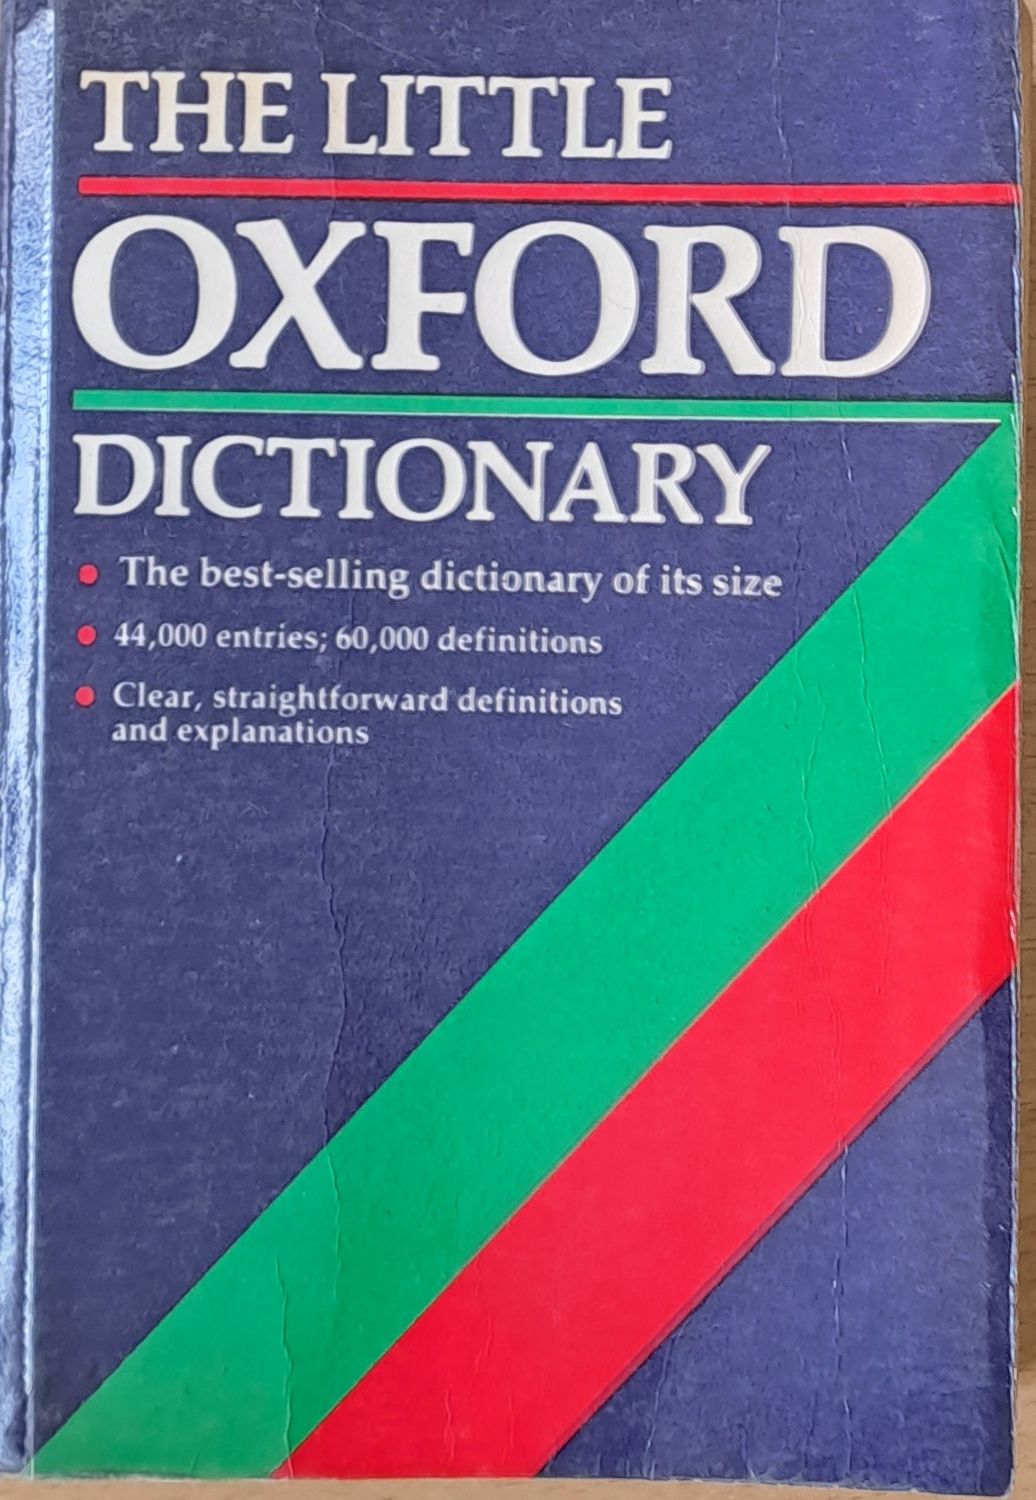 THE LITTLE
OXFORD
DICTIONARY
• The best-selling dictionary of its size
• 44,000 entries; 60,000 definitions
• Clear, straightforward definitions
and explanations